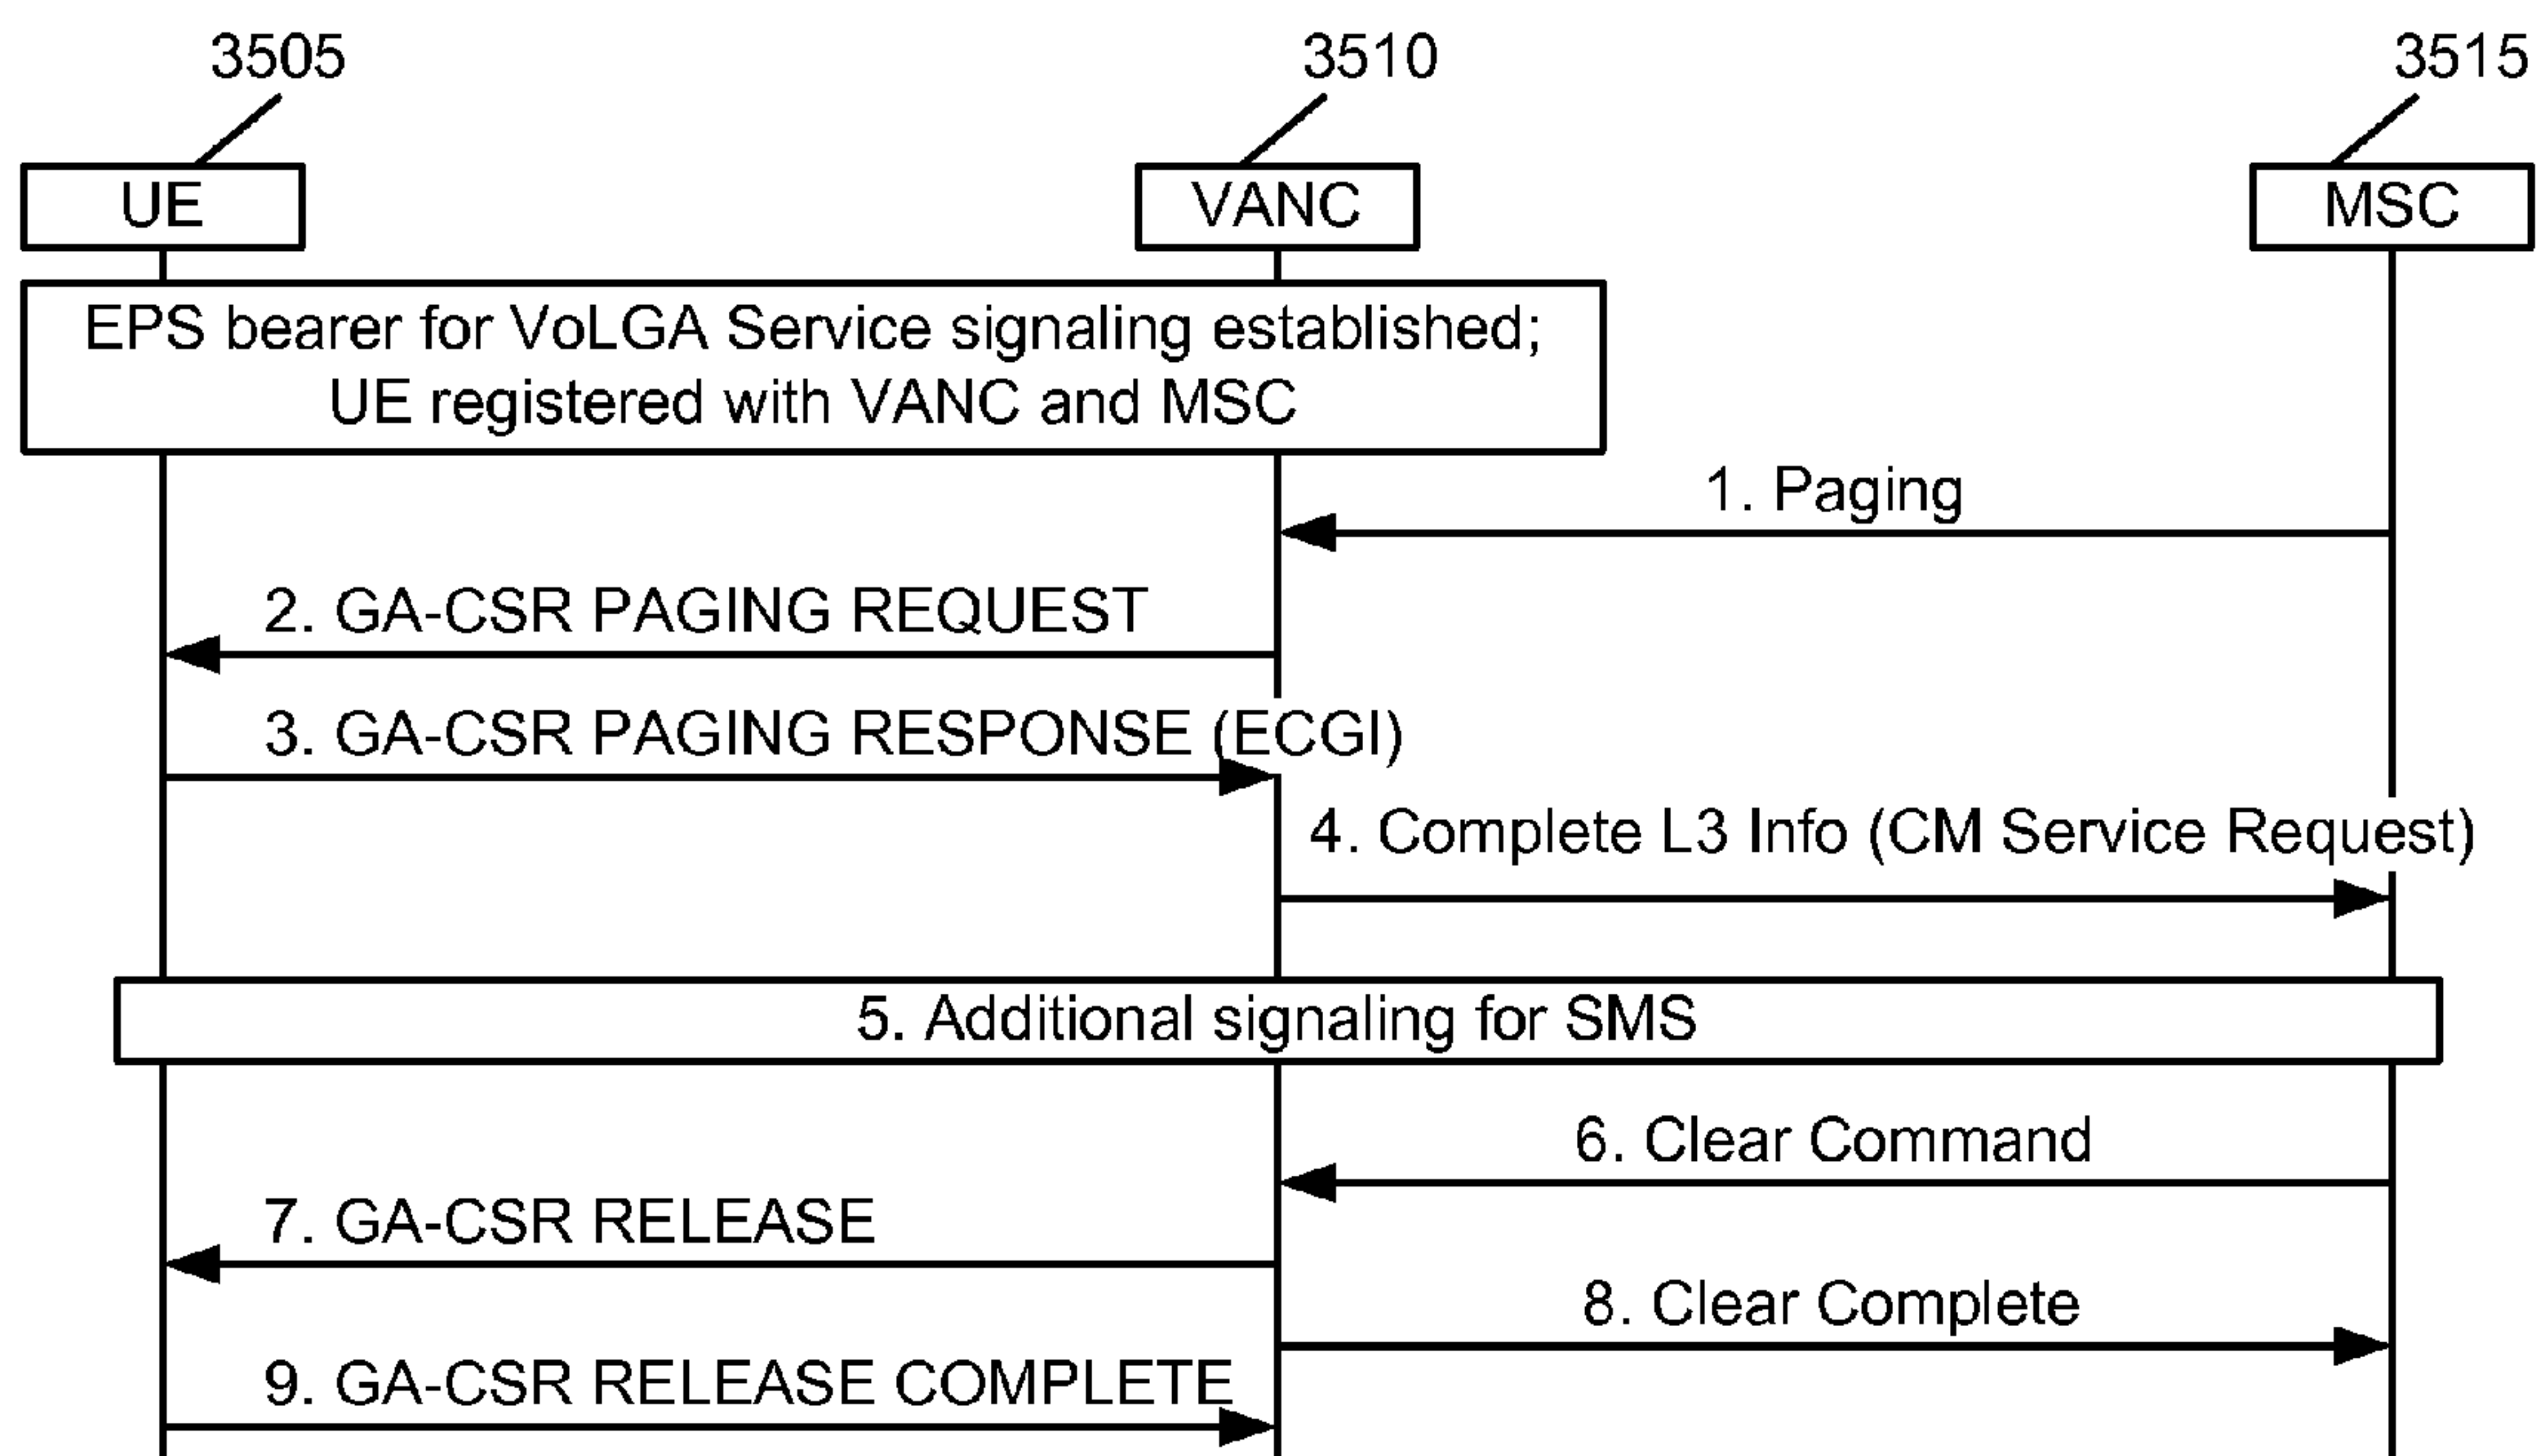 3505
3510
3515
UE
VANC
MSC
EPS bearer for VoLGA Service signaling established;
UE registered with VANC and MSC
1. Paging
2. GA-CSR PAGING REQUEST
3. GA-CSR PAGING RESPONSE (ECGI)
4. Complete L3 Info (CM Service Request)
5. Additional signaling for SMS
6. Clear Command
7. GA-CSR RELEASE
8. Clear Complete
9. GA-CSR RELEASE COMPLETE